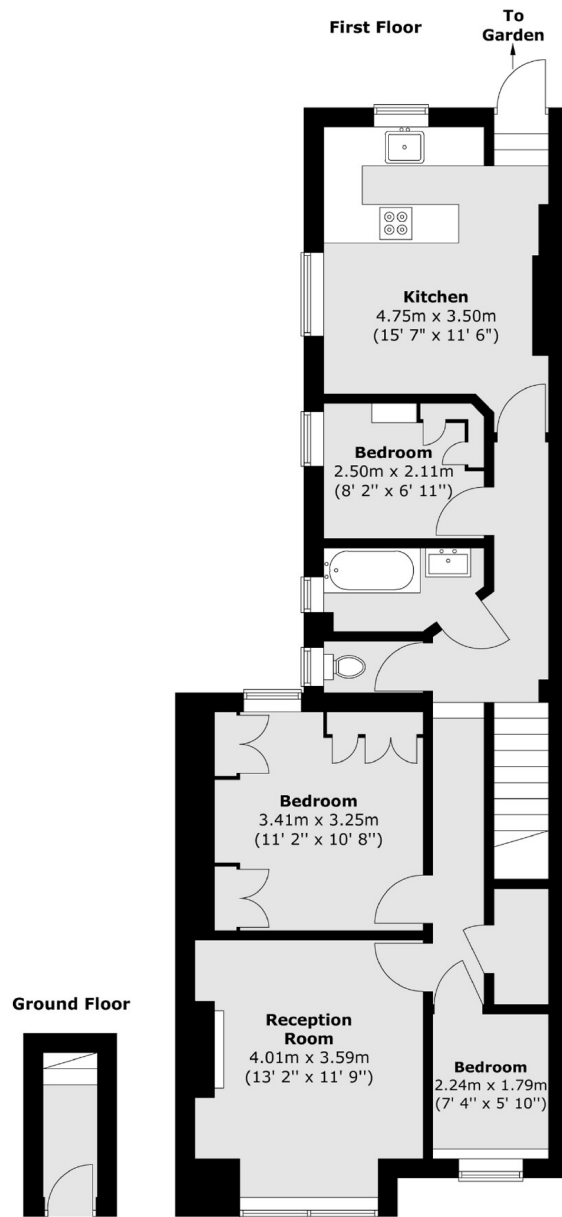 First Floor
To
Garden
Kitchen
4.75m x 3.50m
(15' 7" x 11' 6")
Bedroom
2.50m x 2.11m
(8' 2'' x 6' 11'')
Bedroom
3.41m x 3.25m
(11' 2'' x 10' 8'')
Ground Floor
Reception
Room
4.01m x 3.59m
(13' 2'' x 11' 9'')
Bedroom
2.24m x 1.79m
(7' 4'' x 5' 10'')